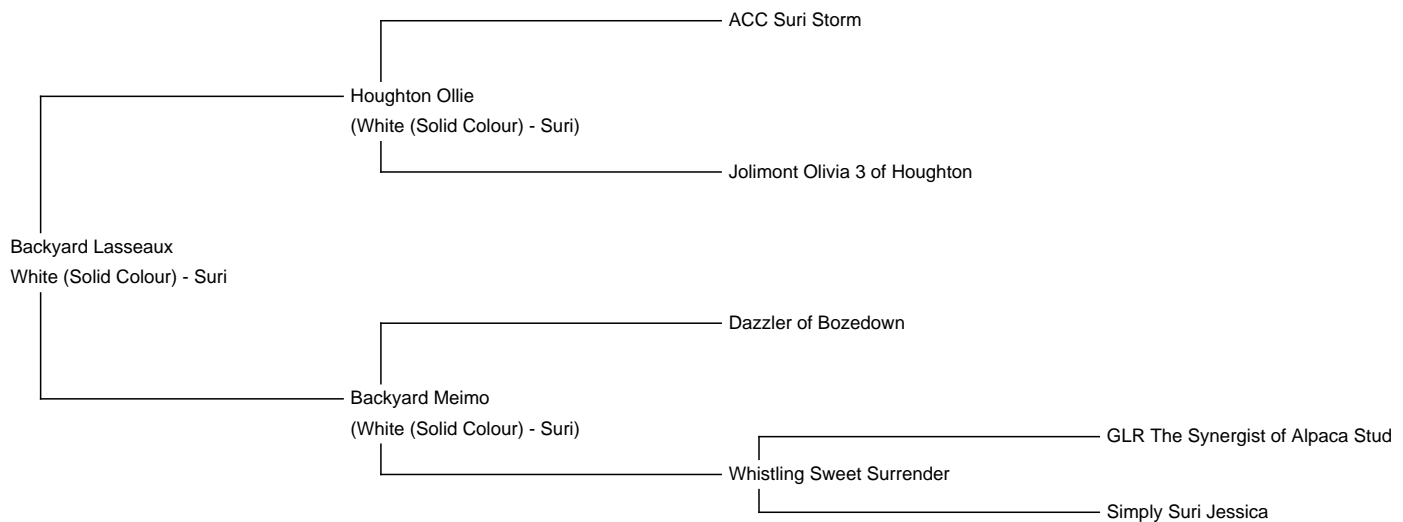 ACC Suri Storm
Houghton Ollie
(White (Solid Colour) - Suri)
Jolimont Olivia 3 of Houghton
Backyard Lasseaux
White (Solid Colour) - Suri
Dazzler of Bozedown
Backyard Meimo
(White (Solid Colour) - Suri)
GLR The Synergist of Alpaca Stud
Whistling Sweet Surrender
Simply Suri Jessica